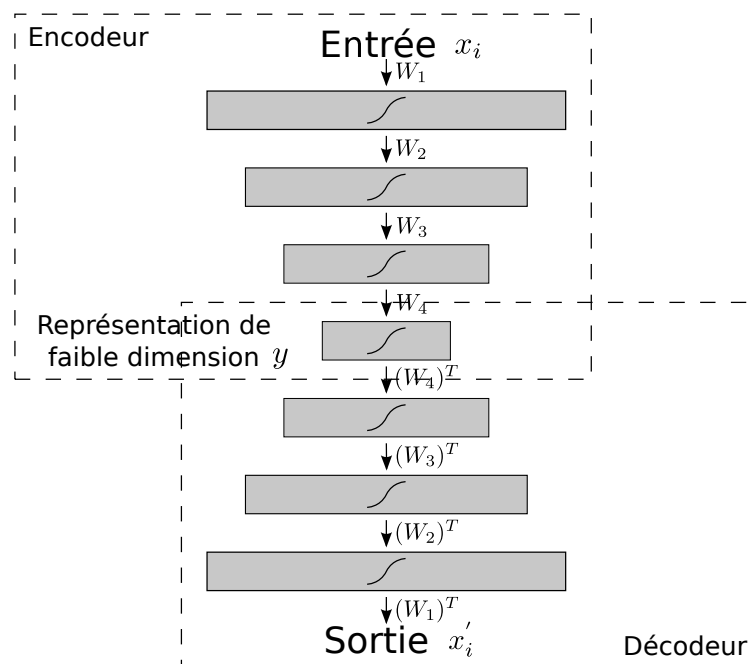 Encodeur
Entrée x_i
W_1
W_2
W_3
W_4
Représentation de
faible dimension y
(W_4)^T
(W_3)^T
(W_2)^T
(W_1)^T
Sortie x_i'
Décodeur